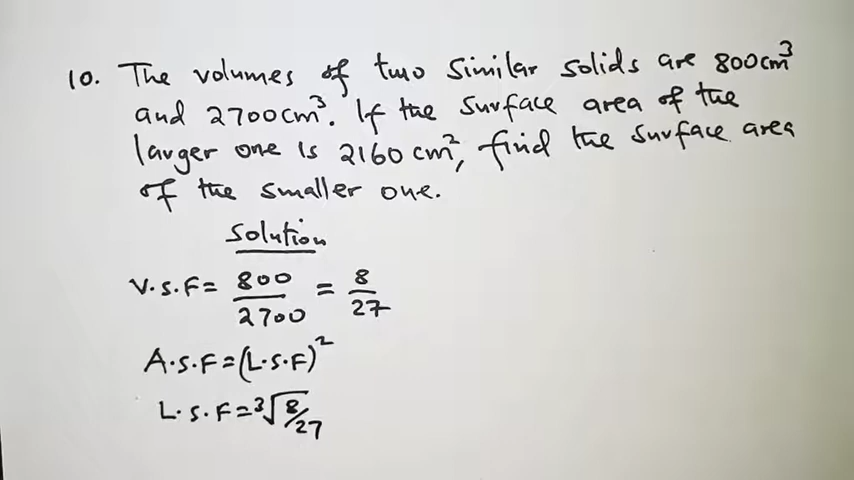 10. The volumes of two similar solids are 800cm³
and 2700cm³. If the surface area of the
larger one is 2160 cm², find the surface area
of the smaller one.
Solution
V.S.F = 800/2700 = 8/27
A.S.F = (L.S.F)²
L.S.F = ³√8/27